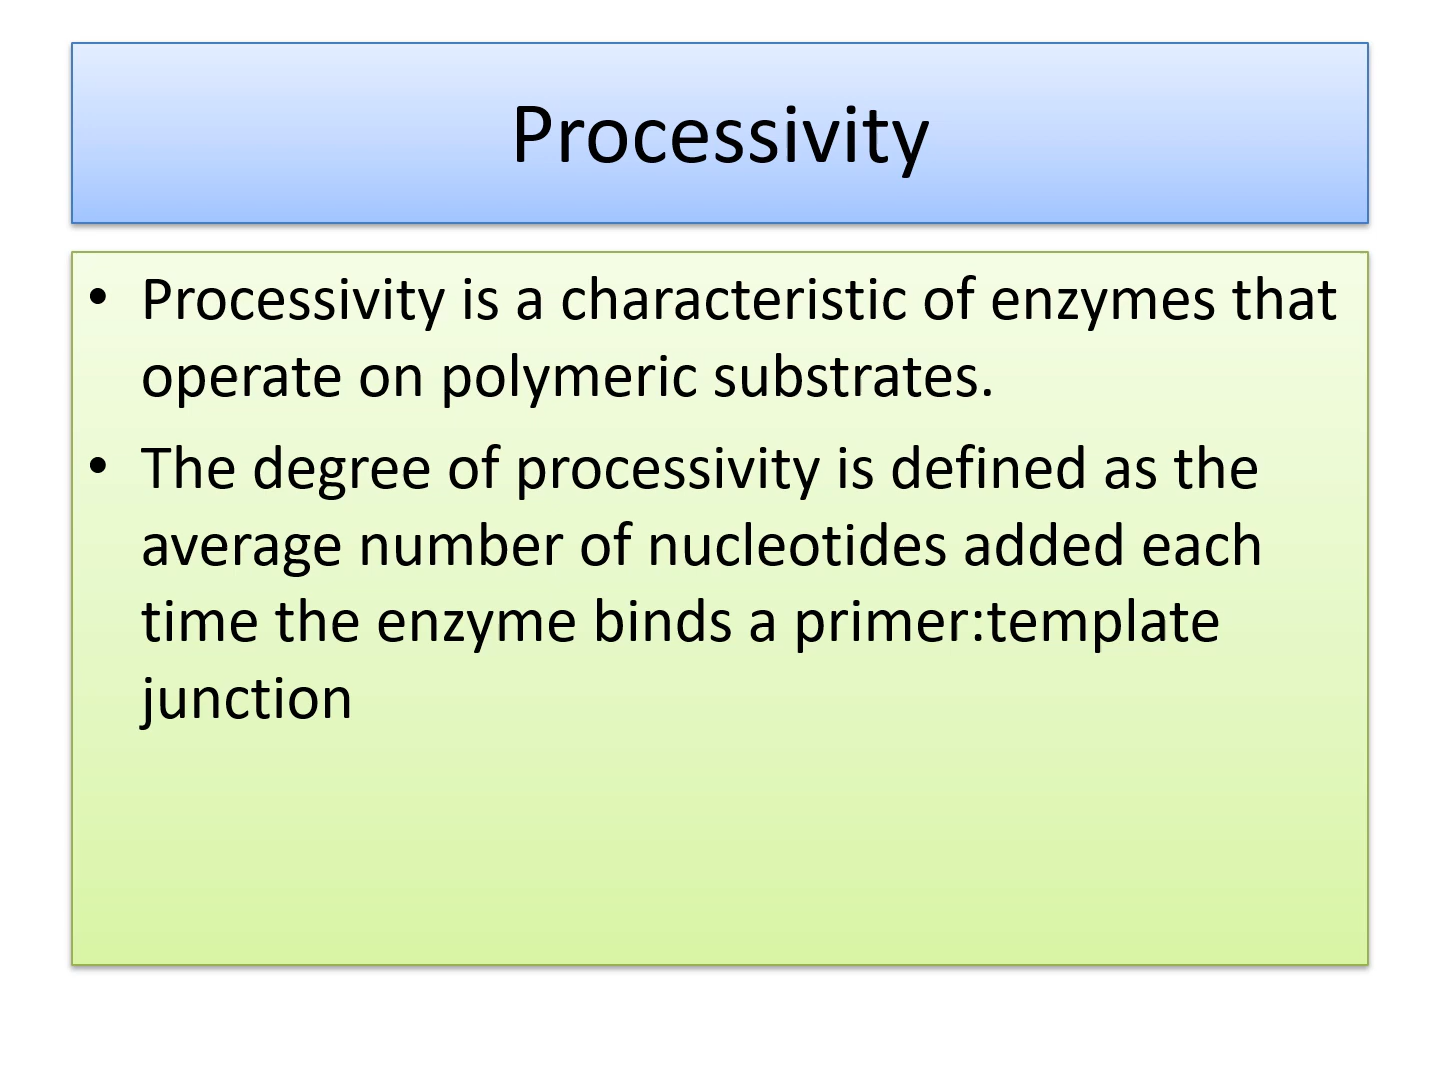 Processivity
• Processivity is a characteristic of enzymes that
operate on polymeric substrates.
• The degree of processivity is defined as the
average number of nucleotides added each
time the enzyme binds a primer:template
junction